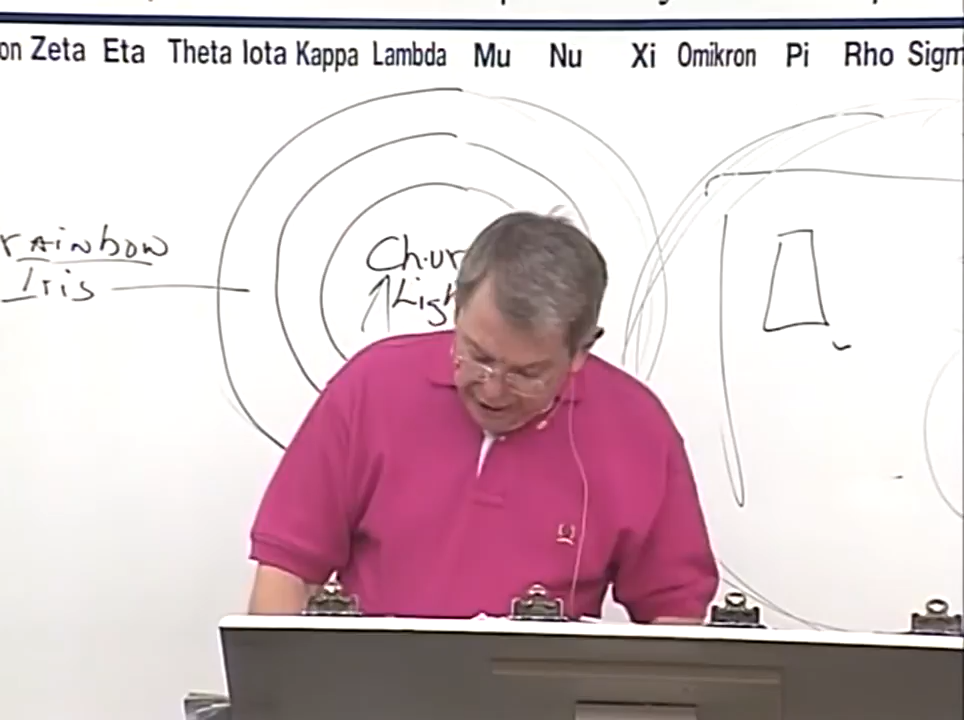 on Zeta Eta Theta Iota Kappa Lambda Mu Nu Xi Omikron Pi Rho Sigm
rainbow
Iris
Chur
Ligh